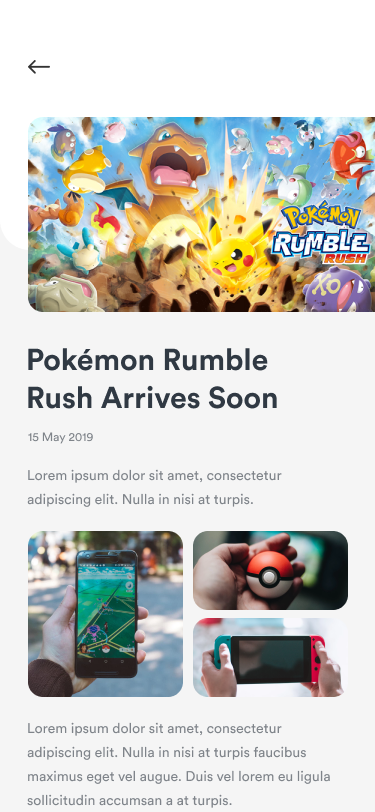 POKéMON
RUMBLE
RUSH
XO
Pokémon Rumble
Rush Arrives Soon
15 May 2019
Lorem ipsum dolor sit amet, consectetur
adipiscing elit. Nulla in nisi at turpis.
Lorem ipsum dolor sit amet, consectetur
adipiscing elit. Nulla in nisi at turpis faucibus
maximus eget vel augue. Duis vel lorem eu ligula
sollicitudin accumsan a at turpis.